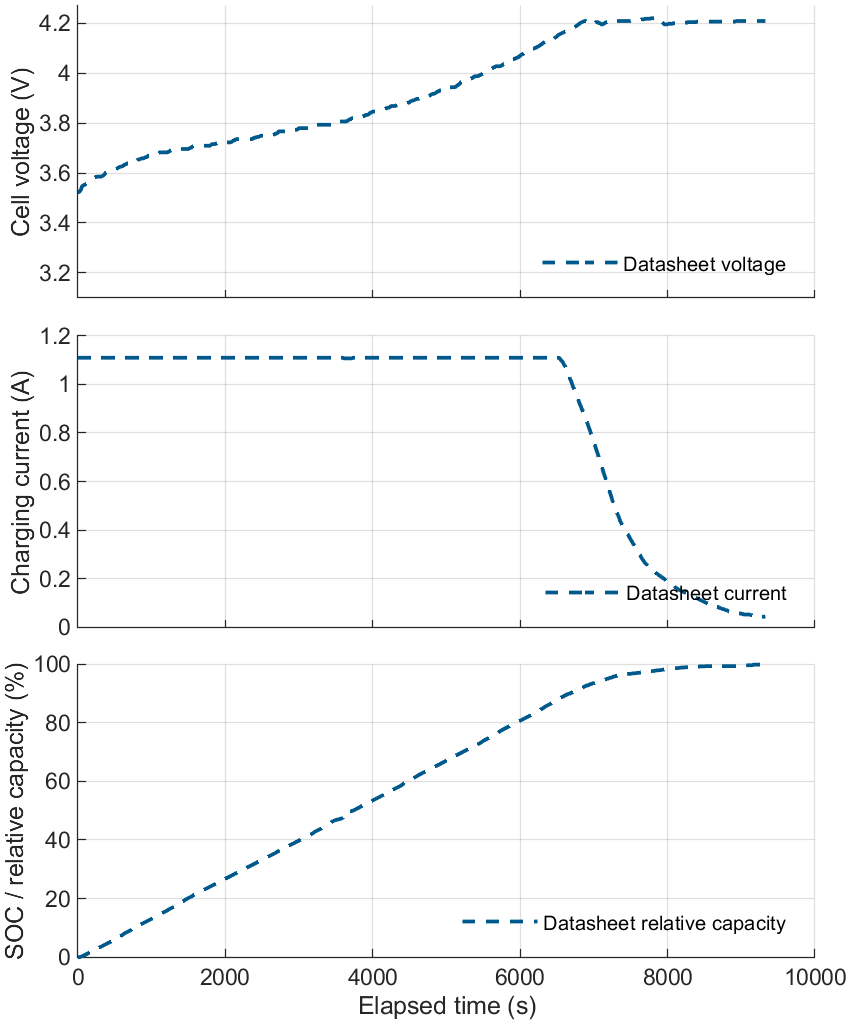 4.2
4
3.8
3.6
3.4
3.2
Cell voltage (V)
Datasheet voltage
1.2
1
0.8
0.6
0.4
0.2
0
Charging current (A)
Datasheet current
100
80
60
40
20
0
SOC / relative capacity (%)
Datasheet relative capacity
0 2000 4000 6000 8000 10000
Elapsed time (s)